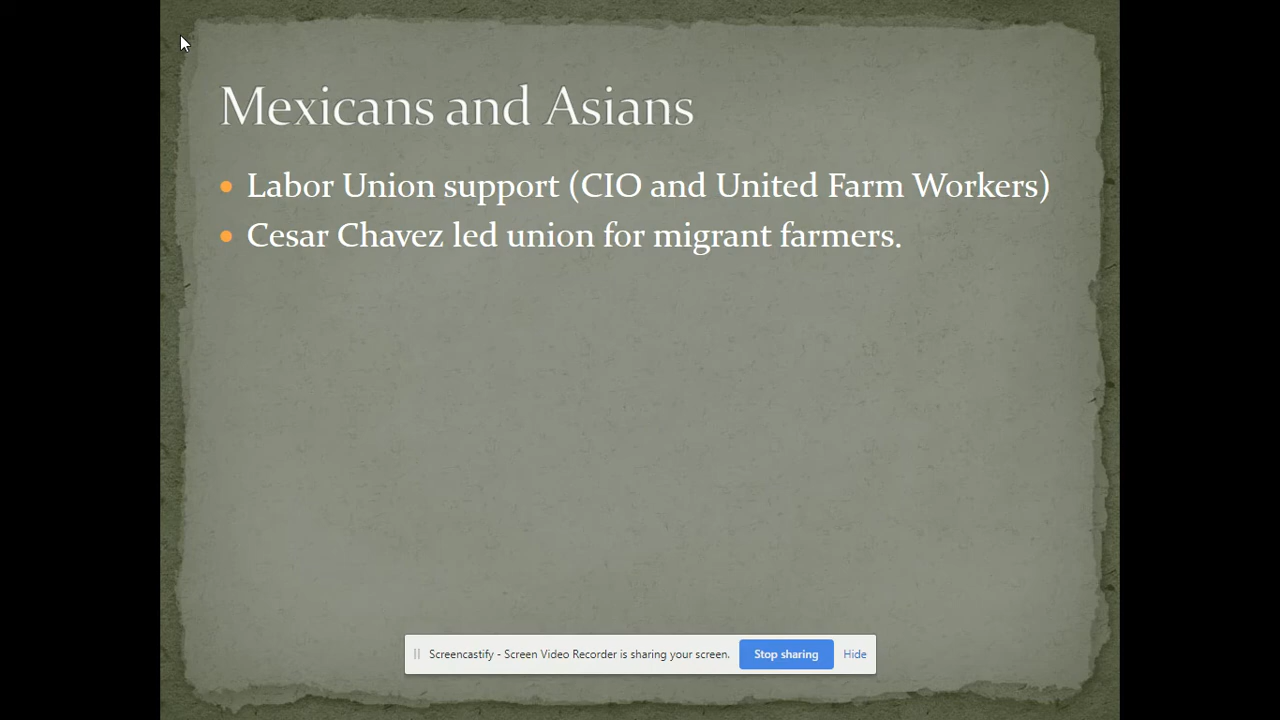 Mexicans and Asians
• Labor Union support (CIO and United Farm Workers)
• Cesar Chavez led union for migrant farmers.
Screencastify - Screen Video Recorder is sharing your screen. Stop sharing Hide